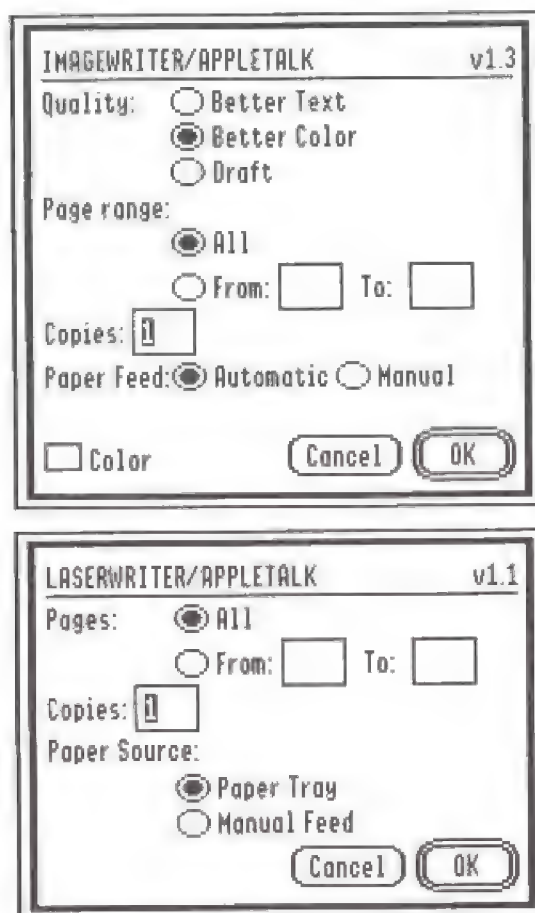 IMAGEWRITER/APPLETALK v1.3
Quality: Better Text
Better Color
Draft
Page range:
All
From: To:
Copies: 1
Paper Feed: Automatic Manual
Color Cancel OK
LASERWRITER/APPLETALK v1.1
Pages: All
From: To:
Copies: 1
Paper Source:
Paper Tray
Manual Feed
Cancel OK